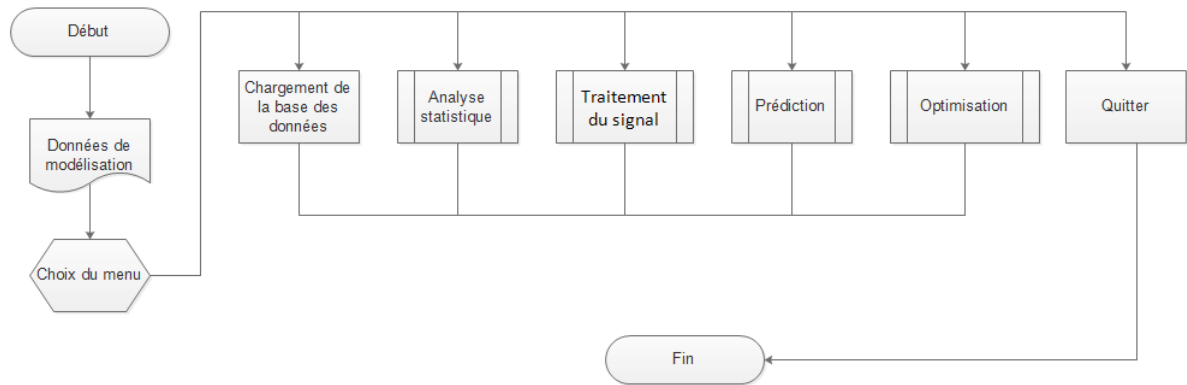 Début
Données de
modélisation
Choix du menu
Chargement de
la base des
données
Analyse
statistique
Traitement
du signal
Prédiction
Optimisation
Quitter
Fin